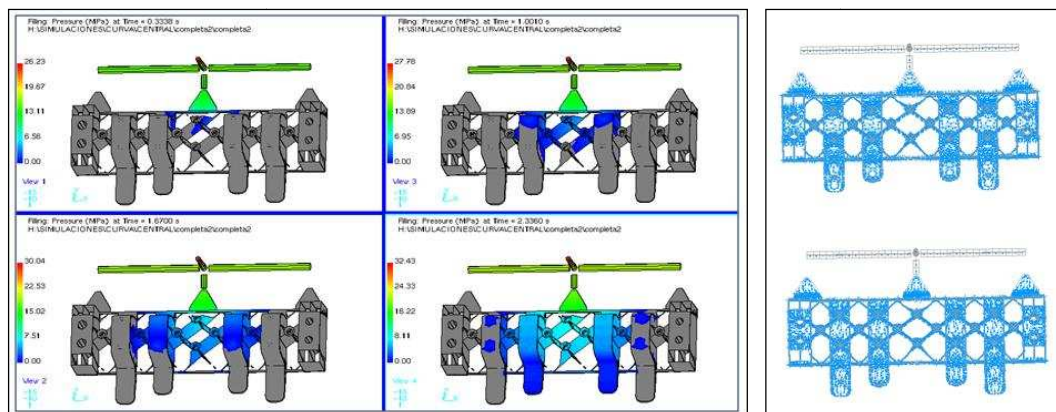 Filling: Pressure (MPa) at Time = 0.3338 s
H:\SIMULACIONES\CURVA\CENTRAL\completa2\completa2
26.23
19.67
13.11
6.56
0.00
View 1
Filling: Pressure (MPa) at Time = 1.0010 s
H:\SIMULACIONES\CURVA\CENTRAL\completa2\completa2
27.78
20.84
13.89
6.95
0.00
View 3
Filling: Pressure (MPa) at Time = 1.6700 s
H:\SIMULACIONES\CURVA\CENTRAL\completa2\completa2
30.04
22.53
15.02
7.51
0.00
View 2
Filling: Pressure (MPa) at Time = 2.3360 s
H:\SIMULACIONES\CURVA\CENTRAL\completa2\completa2
32.43
24.33
16.22
8.11
0.00
View 4